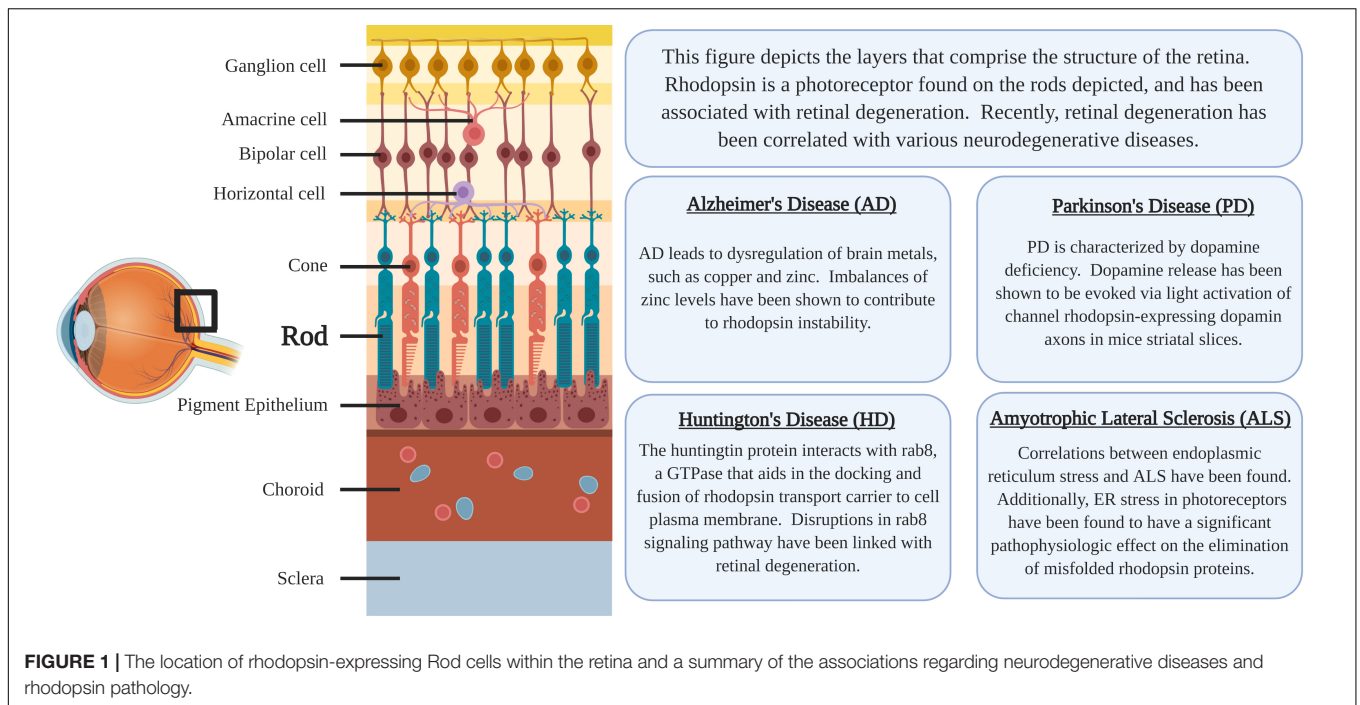 Ganglion cell
Amacrine cell
Bipolar cell
Horizontal cell
Cone
Rod
Pigment Epithelium
Choroid
Sclera
This figure depicts the layers that comprise the structure of the retina.
Rhodopsin is a photoreceptor found on the rods depicted, and has been
associated with retinal degeneration. Recently, retinal degeneration has
been correlated with various neurodegenerative diseases.
Alzheimer's Disease (AD)
AD leads to dysregulation of brain metals,
such as copper and zinc. Imbalances of
zinc levels have been shown to contribute
to rhodopsin instability.
Parkinson's Disease (PD)
PD is characterized by dopamine
deficiency. Dopamine release has been
shown to be evoked via light activation of
channel rhodopsin-expressing dopamin
axons in mice striatal slices.
Huntington's Disease (HD)
The huntingtin protein interacts with rab8,
a GTPase that aids in the docking and
fusion of rhodopsin transport carrier to cell
plasma membrane. Disruptions in rab8
signaling pathway have been linked with
retinal degeneration.
Amyotrophic Lateral Sclerosis (ALS)
Correlations between endoplasmic
reticulum stress and ALS have been found.
Additionally, ER stress in photoreceptors
have been found to have a significant
pathophysiologic effect on the elimination
of misfolded rhodopsin proteins.
FIGURE 1 | The location of rhodopsin-expressing Rod cells within the retina and a summary of the associations regarding neurodegenerative diseases and
rhodopsin pathology.